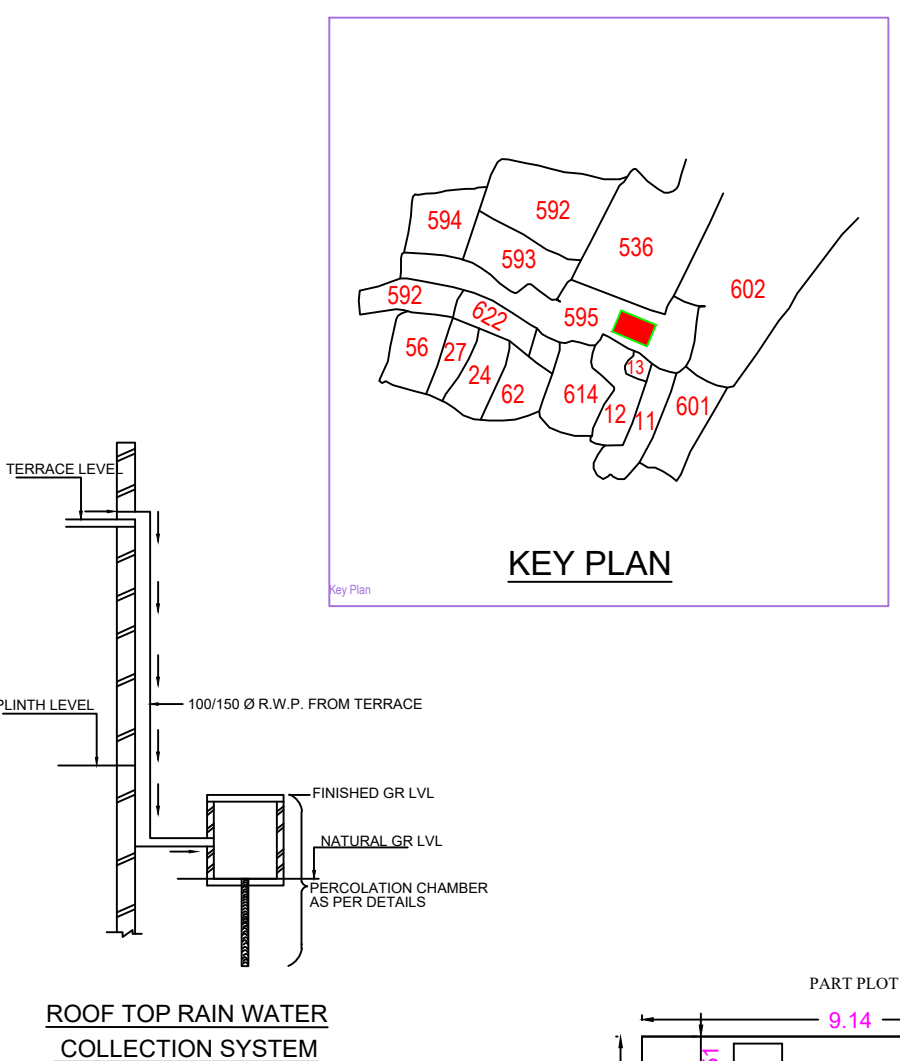 594
592
593
536
602
592
622
595
56
27
24
62
614
13
12
11
601
KEY PLAN
Key Plan
TERRACE LEVEL
100/150 Ø R.W.P. FROM TERRACE
PLINTH LEVEL
FINISHED GR LVL
NATURAL GR LVL
PERCOLATION CHAMBER
AS PER DETAILS
ROOF TOP RAIN WATER
COLLECTION SYSTEM
PART PLOT
9.14